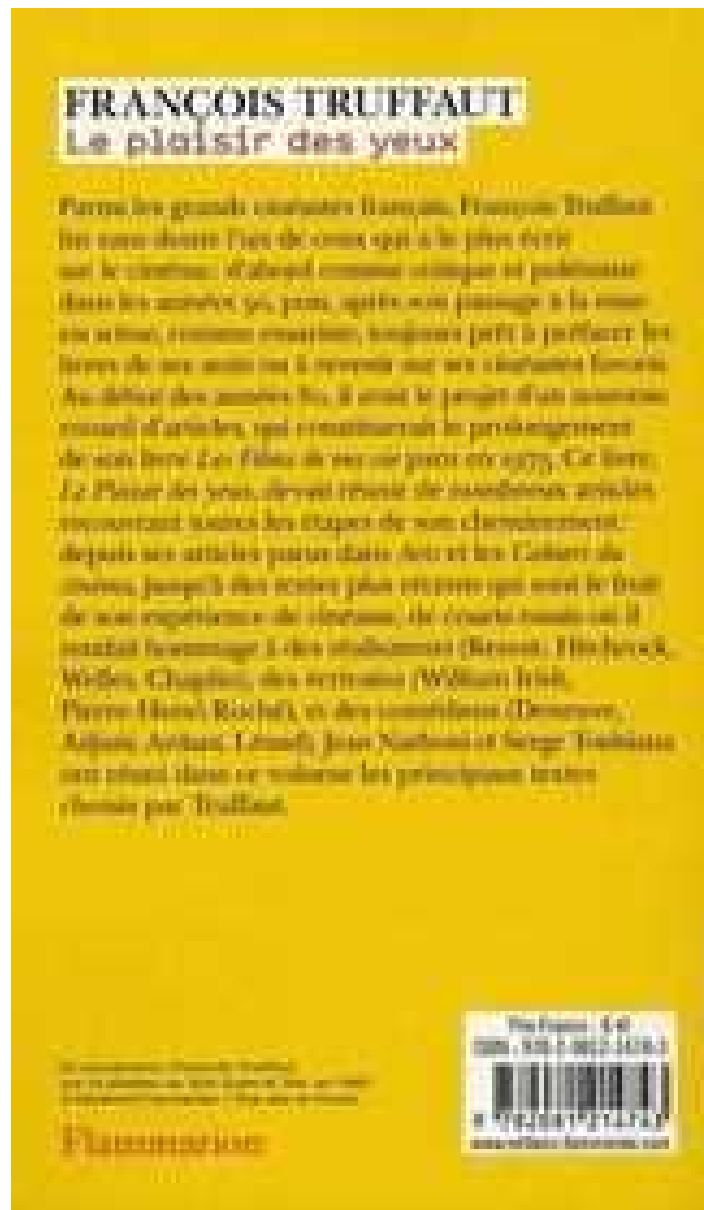 FRANÇOIS TRUFFAUT
Le plaisir des yeux
Parmi les grands cinéastes français, François Truffaut
fut sans doute l'un de ceux qui a le plus écrit
sur le cinéma : d'abord comme critique et polémiste
dans les années 50, puis, après son passage à la mise
en scène, comme essayiste, toujours prêt à préfacer les
livres de ses amis ou à revenir sur ses cinéastes favoris.
Au début des années 80, il avait le projet d'un nouveau
recueil d'articles, qui constituerait le prolongement
de son livre Les Films de ma vie paru en 1975. Ce livre,
Le Plaisir des yeux, devait réunir de nombreux articles
recouvrant toutes les étapes de son cheminement,
depuis ses articles parus dans Arts et les Cahiers du
cinéma, jusqu'à des textes plus récents qui sont le fruit
de son expérience de cinéaste, de courts essais où il
rendait hommage à des réalisateurs (Renoir, Hitchcock,
Welles, Chaplin), des écrivains (William Irish,
Pierre-Henri Roché), et des comédiens (Deneuve,
Adjani, Ardant, Léaud). Jean Narboni et Serge Toubiana
ont réuni dans ce volume les principaux textes
choisis par Truffaut.
Flammarion
Prix France :
ISBN :